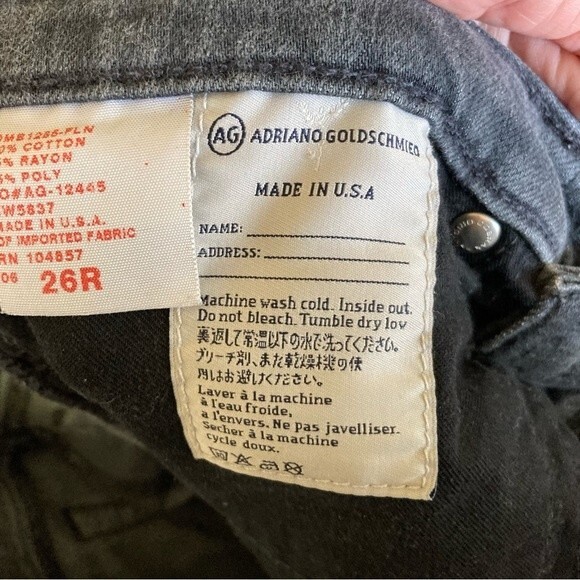 0% COTTON
% RAYON
% POLY
O#AG-12445
W5837
MADE IN U.S.A.
OF IMPORTED FABRIC
RN 104857
06 26R
AG ADRIANO GOLDSCHMIED
MADE IN U.S.A
NAME:
ADDRESS:
Machine wash cold. Inside out.
Do not bleach. Tumble dry low
裏返して常温以下の水で洗ってください。
ブリーチ剤、また乾燥機の使
用しはお避けください。
Laver à la machine
à l'eau froide,
a l'envers. Ne pas javelliser.
Secher à la machine
cycle doux.